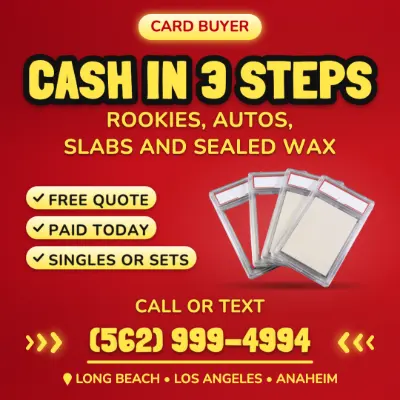 CARD BUYER
CASH IN 3 STEPS
ROOKIES, AUTOS,
SLABS AND SEALED WAX
✓ FREE QUOTE
✓ PAID TODAY
✓ SINGLES OR SETS
CALL OR TEXT
(562) 999-4994
LONG BEACH • LOS ANGELES • ANAHEIM